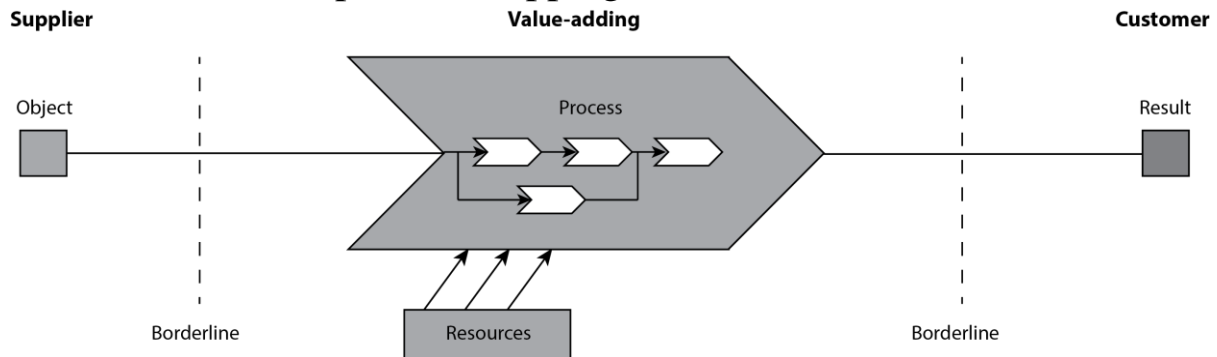 Supplier
Value-adding
Customer
Object
Process
Result
Borderline
Resources
Borderline